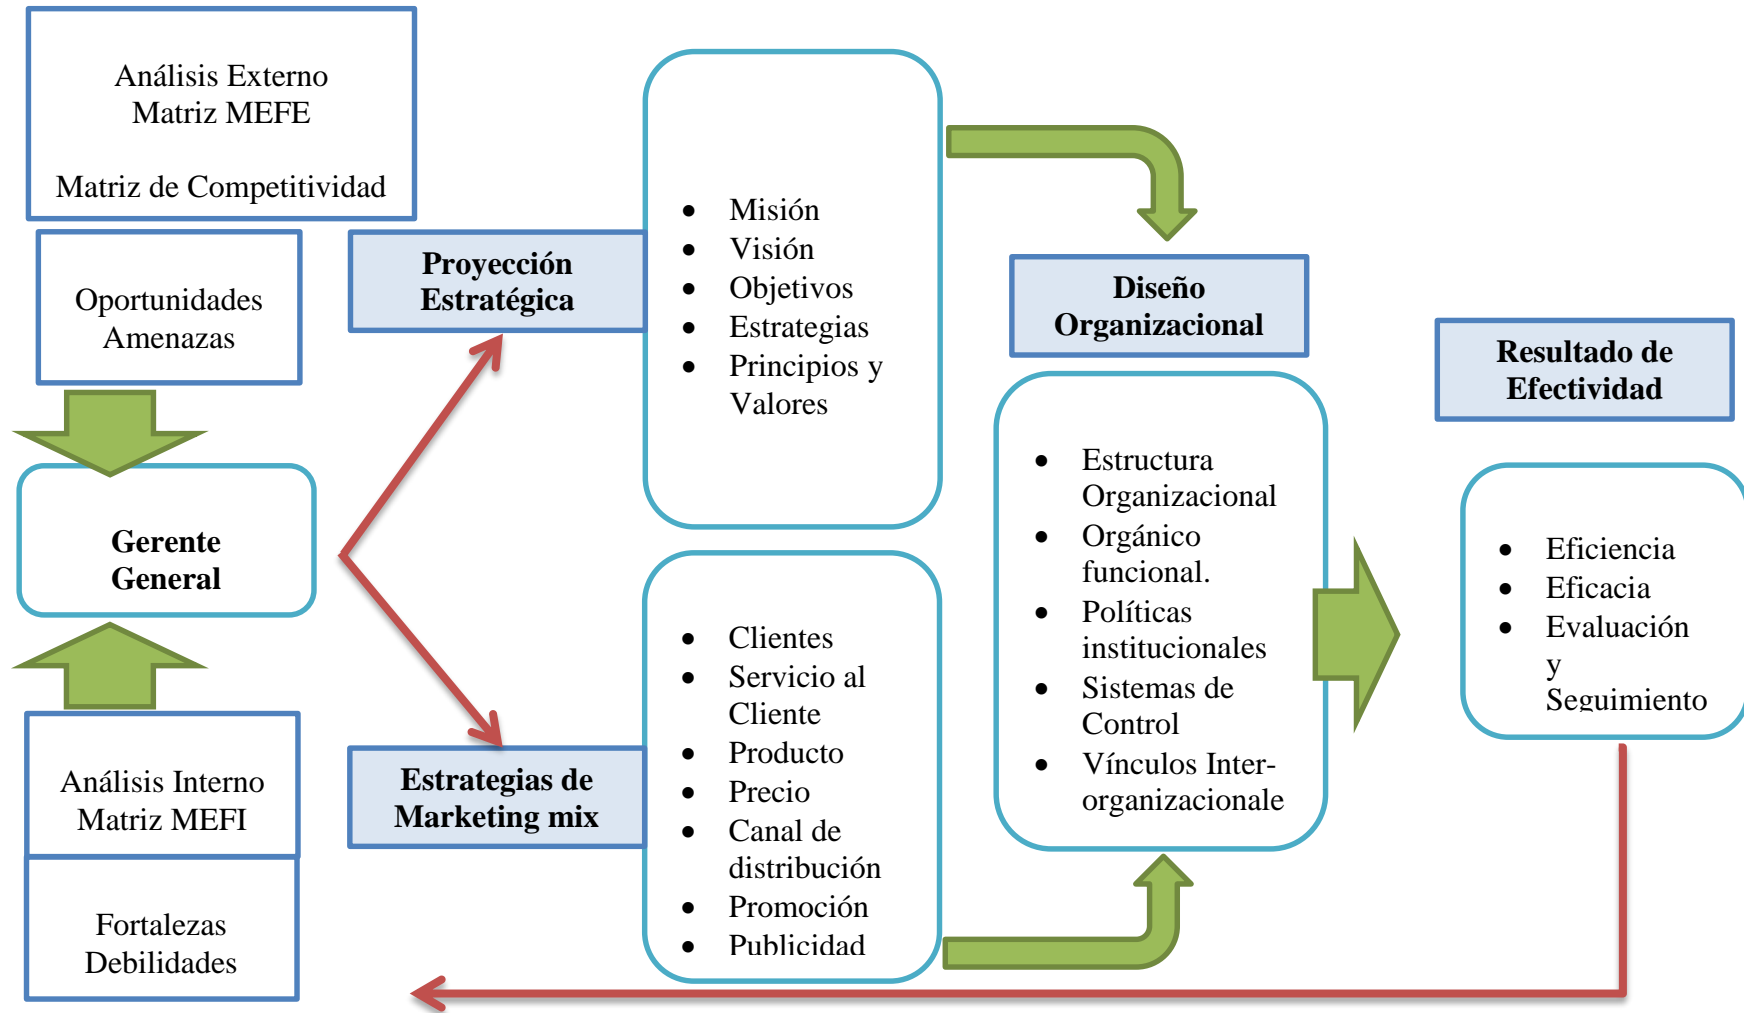 Análisis Externo
Matriz MEFE
Matriz de Competitividad
Oportunidades
Amenazas
Gerente
General
Análisis Interno
Matriz MEFI
Fortalezas
Debilidades
Proyección
Estratégica
• Misión
• Visión
• Objetivos
• Estrategias
• Principios y
Valores
Estrategias de
Marketing mix
• Clientes
• Servicio al
Cliente
• Producto
• Precio
• Canal de
distribución
• Promoción
• Publicidad
Diseño
Organizacional
• Estructura
Organizacional
• Orgánico
funcional.
• Políticas
institucionales
• Sistemas de
Control
• Vínculos Inter-
organizacionale
Resultado de
Efectividad
• Eficiencia
• Eficacia
• Evaluación
y
Seguimiento